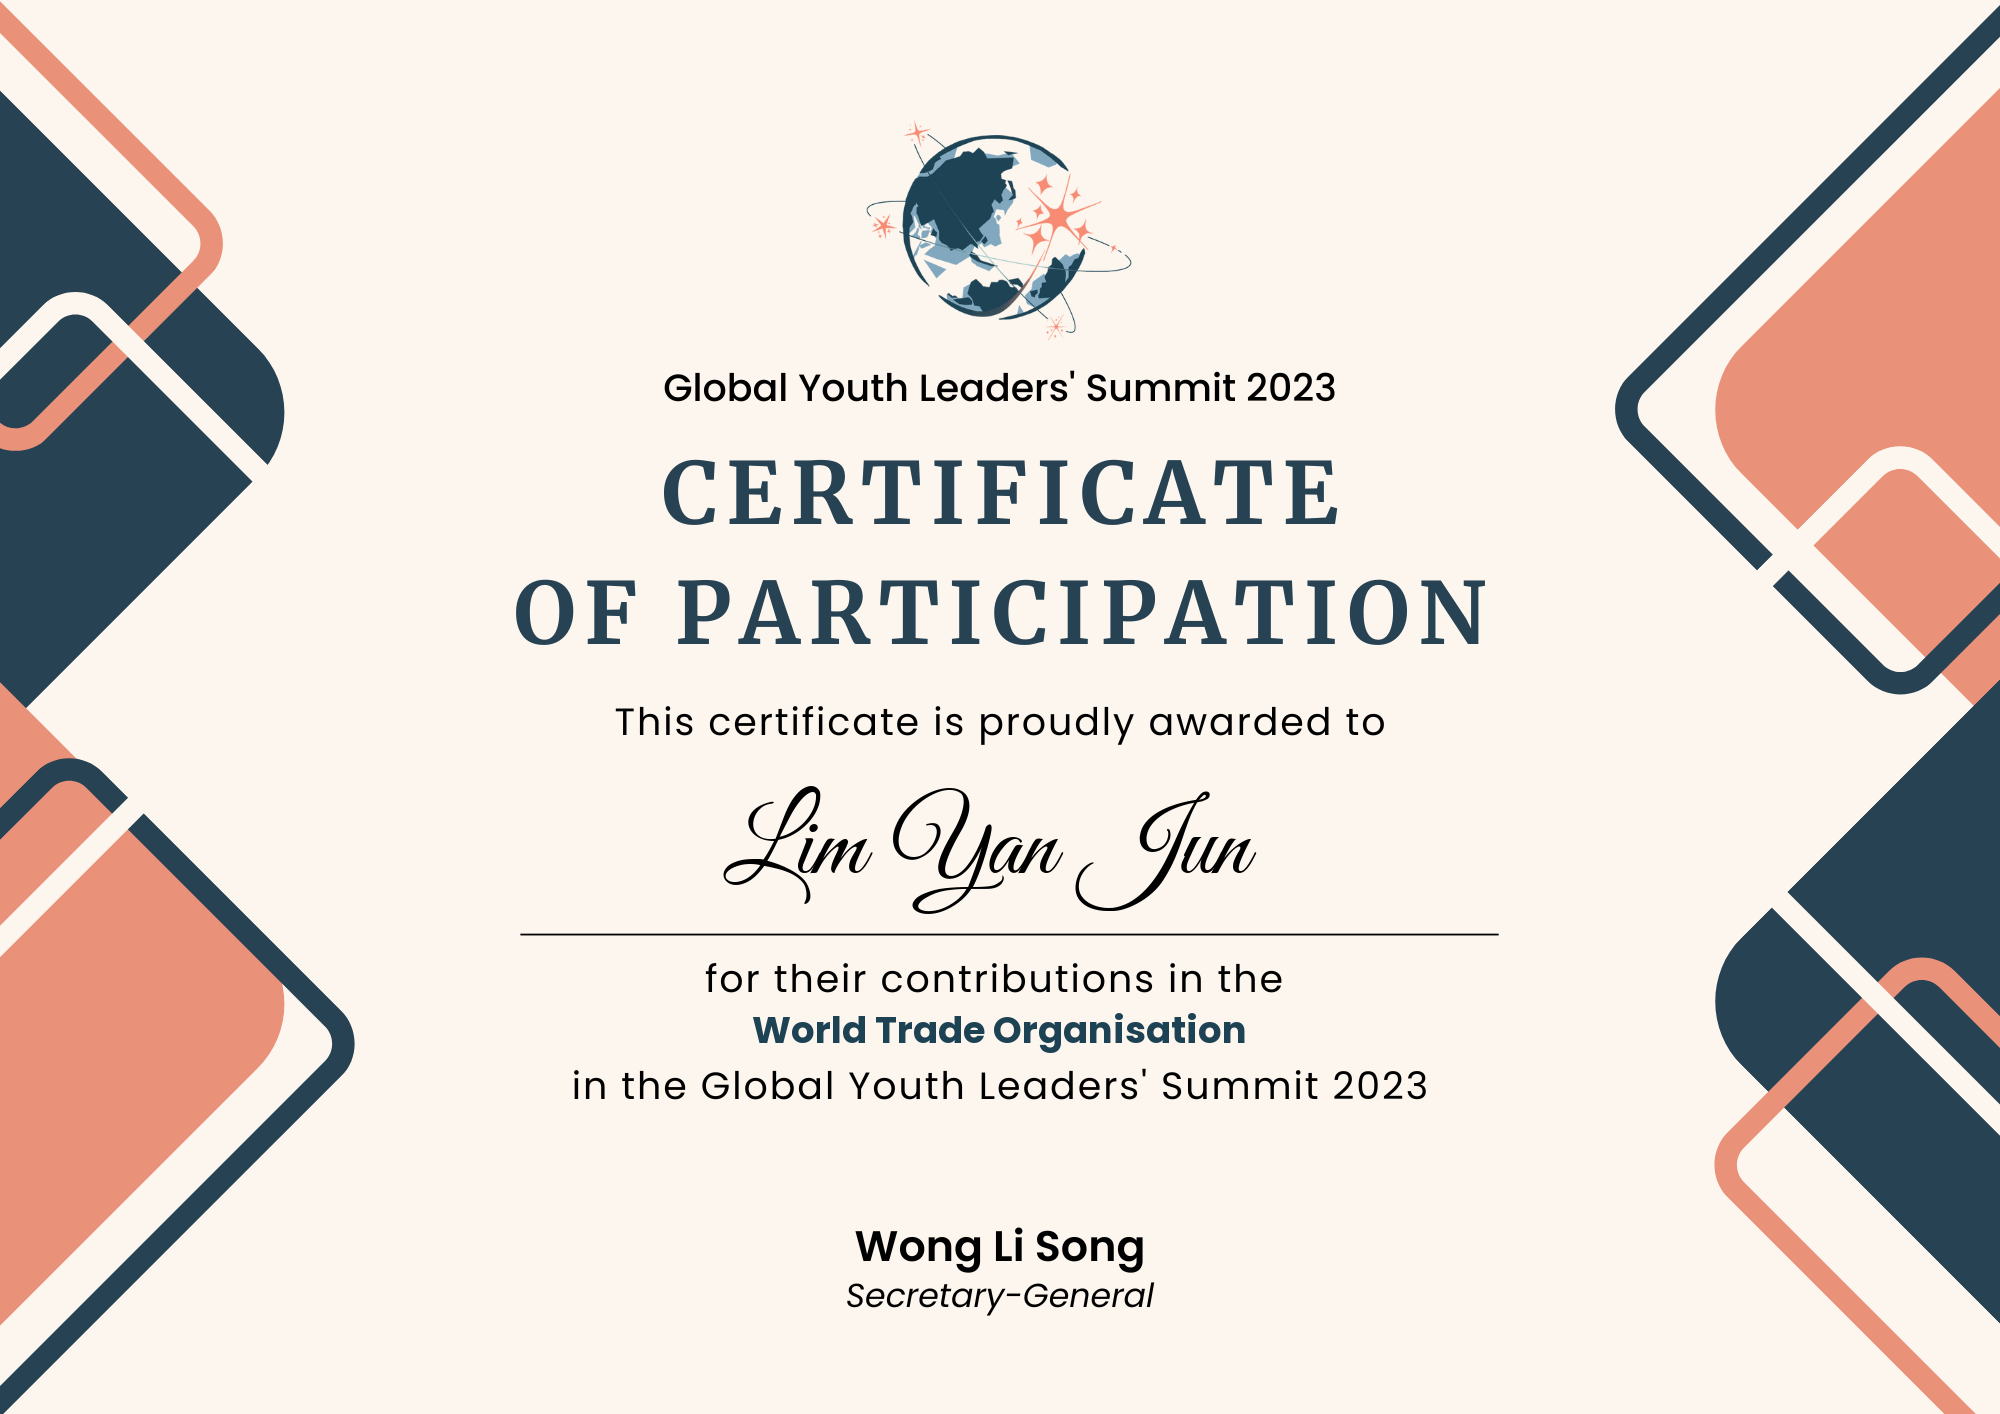 Global Youth Leaders' Summit 2023
CERTIFICATE
OF PARTICIPATION
This certificate is proudly awarded to
Lim Yan Jun
for their contributions in the
World Trade Organisation
in the Global Youth Leaders' Summit 2023
Wong Li Song
Secretary-General